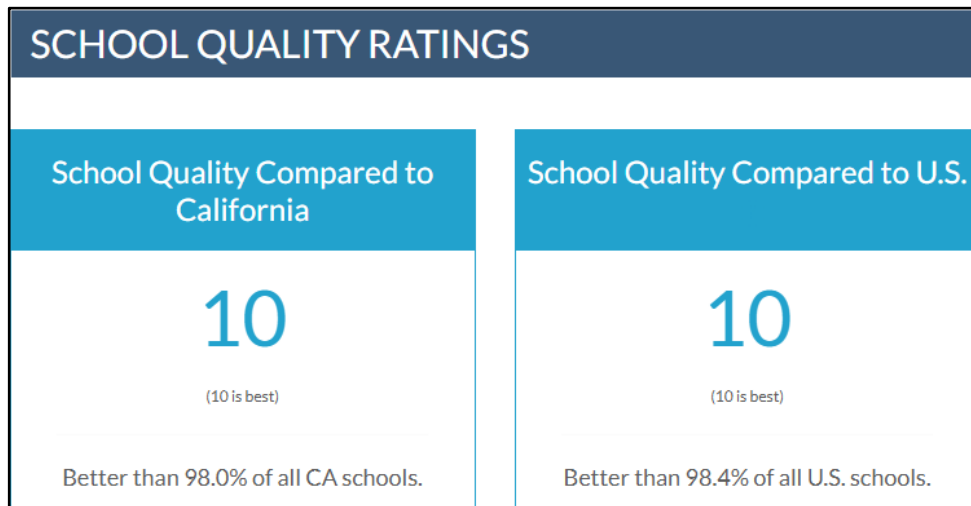 SCHOOL QUALITY RATINGS
School Quality Compared to
California
10
(10 is best)
Better than 98.0% of all CA schools.
School Quality Compared to U.S.
10
(10 is best)
Better than 98.4% of all U.S. schools.